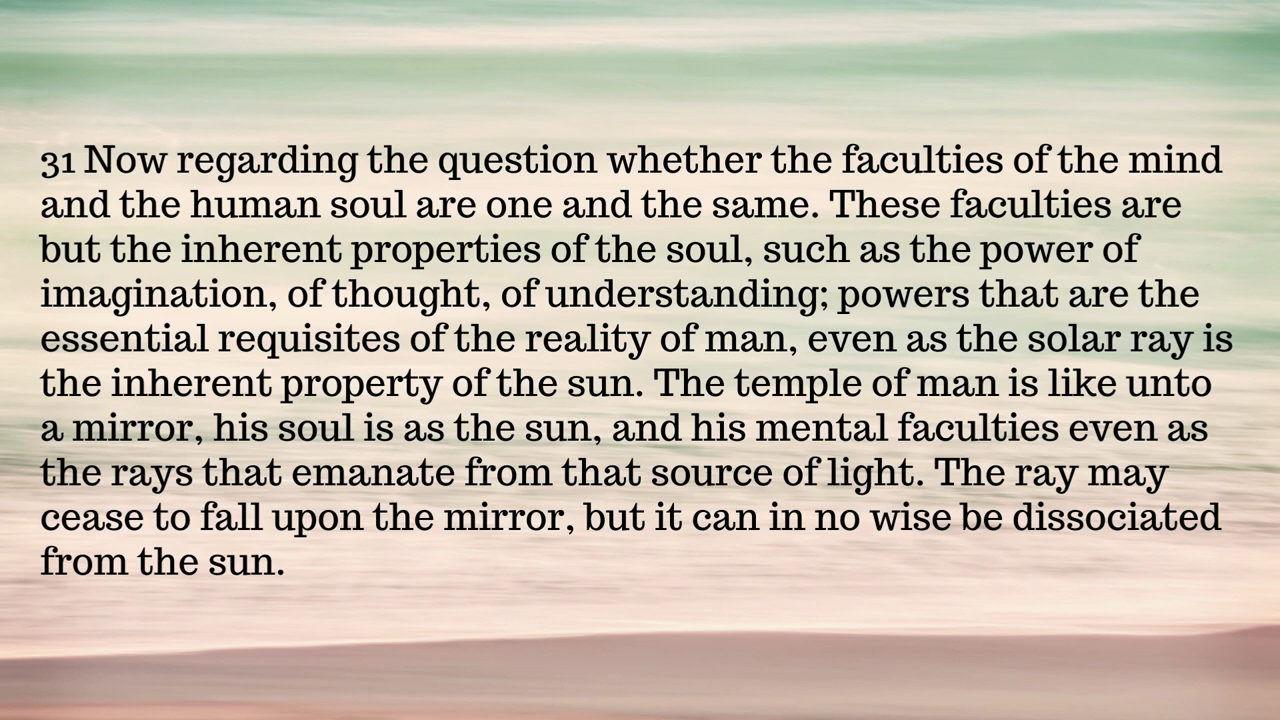 31 Now regarding the question whether the faculties of the mind
and the human soul are one and the same. These faculties are
but the inherent properties of the soul, such as the power of
imagination, of thought, of understanding; powers that are the
essential requisites of the reality of man, even as the solar ray is
the inherent property of the sun. The temple of man is like unto
a mirror, his soul is as the sun, and his mental faculties even as
the rays that emanate from that source of light. The ray may
cease to fall upon the mirror, but it can in no wise be dissociated
from the sun.